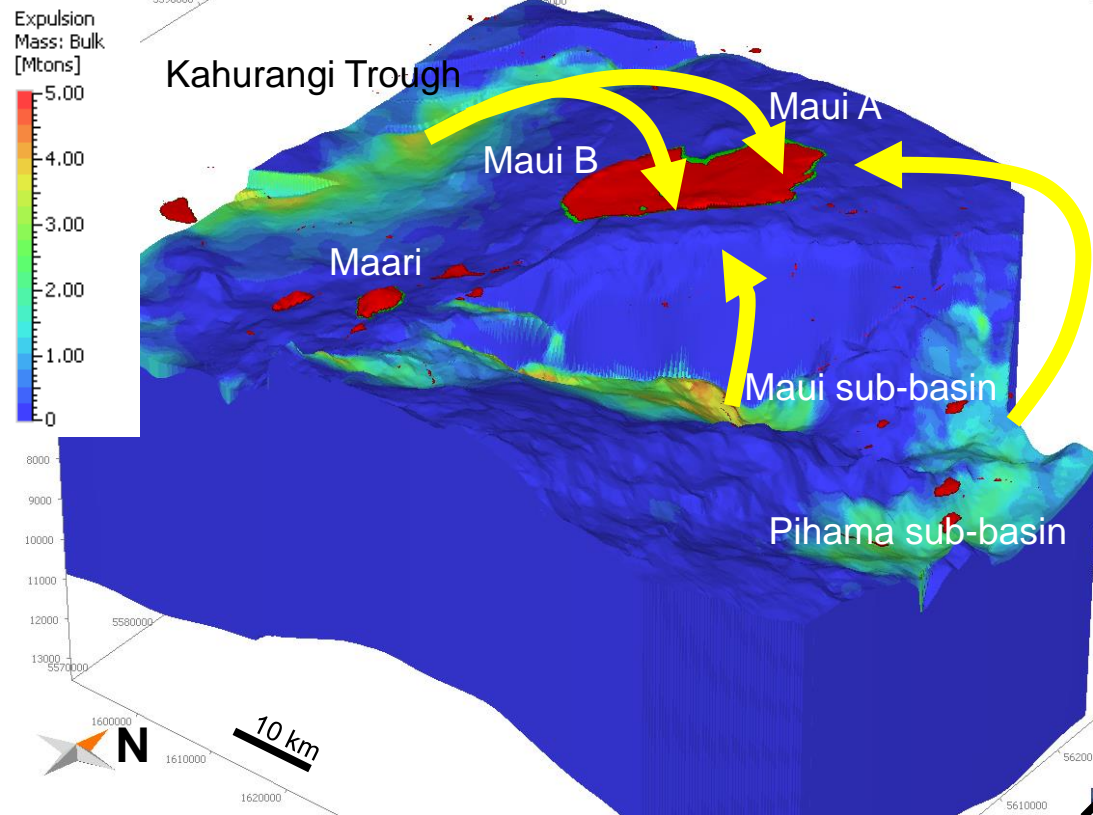 Expulsion
Mass: Bulk
[Mtons]
5.00
4.00
3.00
2.00
1.00
0
Kahurangi Trough
Maui A
Maui B
Maari
Maui sub-basin
Pihama sub-basin
8000
9000
10000
11000
12000
13000
5570000
5580000
1600000
1610000
1620000
10 km
N
5610000